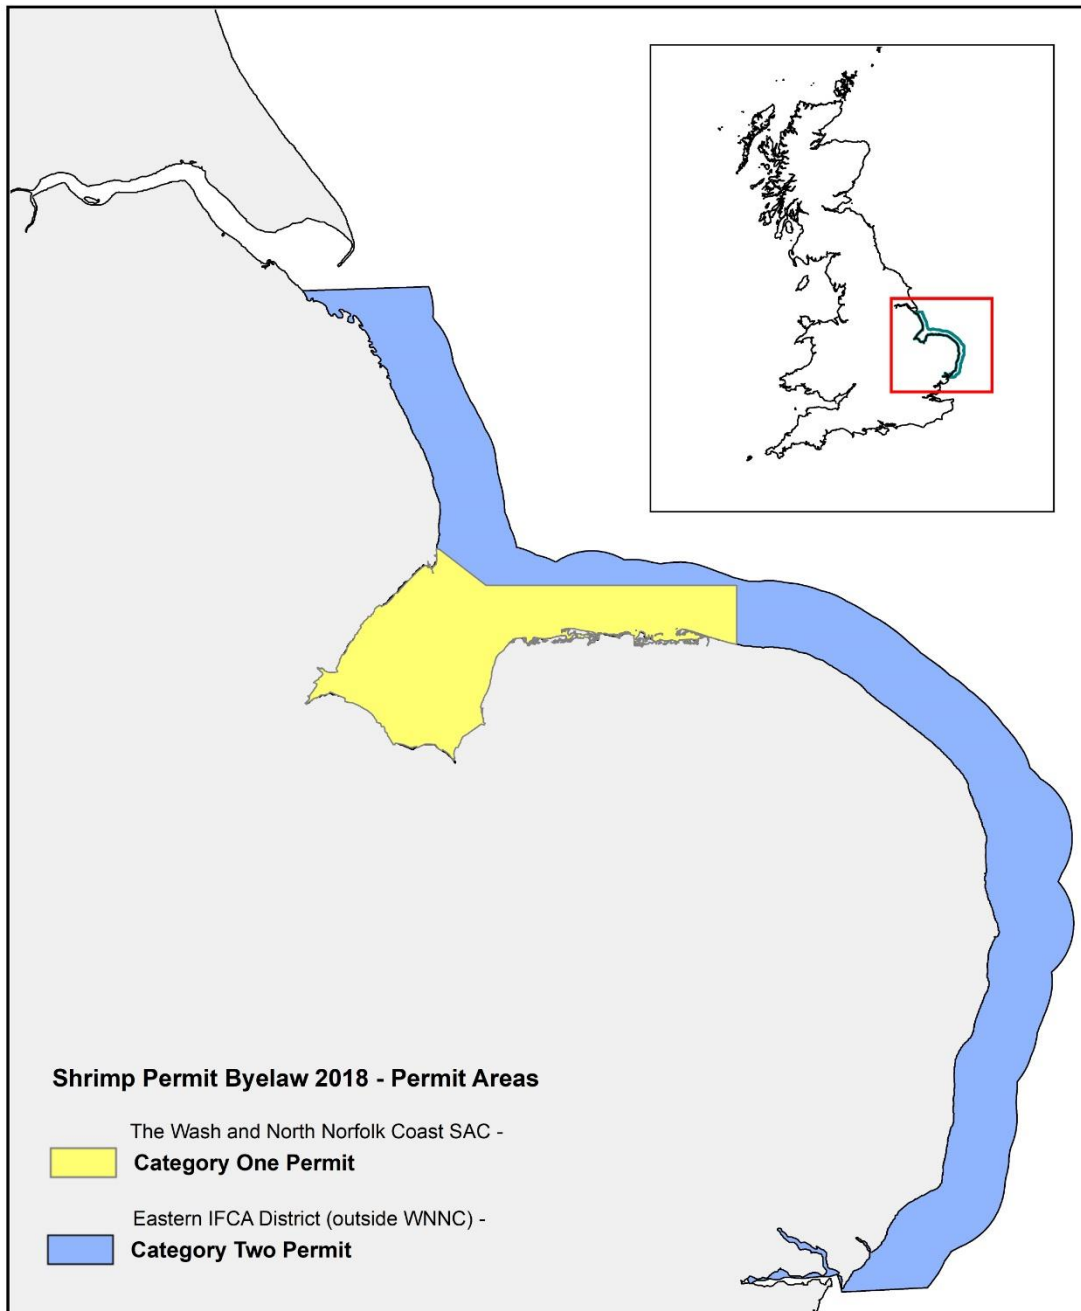 Shrimp Permit Byelaw 2018 - Permit Areas
The Wash and North Norfolk Coast SAC -
Category One Permit
Eastern IFCA District (outside WNNC) -
Category Two Permit